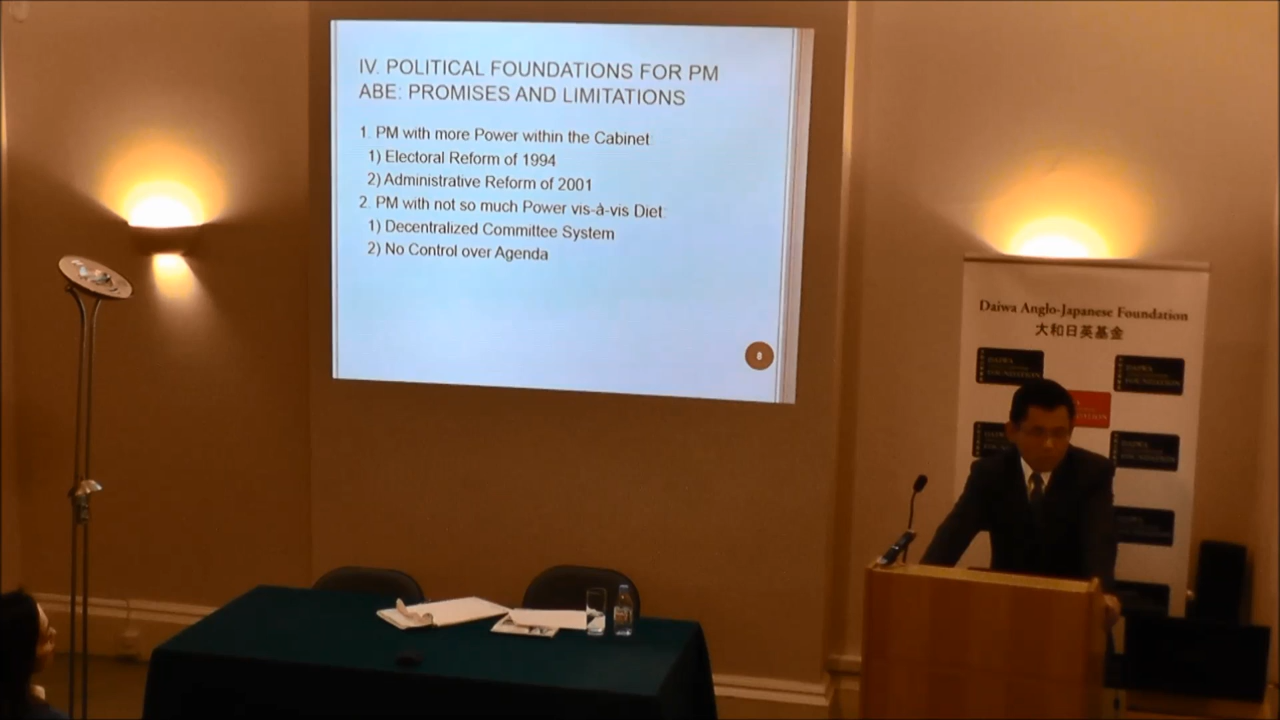 IV. POLITICAL FOUNDATIONS FOR PM
ABE: PROMISES AND LIMITATIONS
1. PM with more Power within the Cabinet
1) Electoral Reform of 1994
2) Administrative Reform of 2001
2. PM with not so much Power vis-à-vis Diet
1) Decentralized Committee System
2) No Control over Agenda
8
Daiwa Anglo-Japanese Foundation
大和日英基金